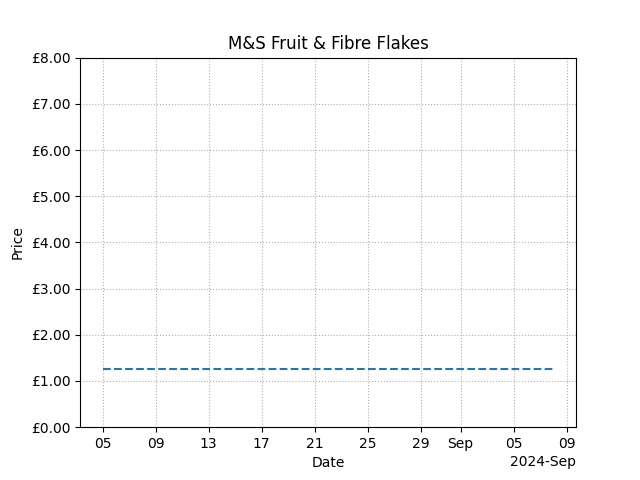 M&S Fruit & Fibre Flakes
£8.00
£7.00
£6.00
£5.00
£4.00
£3.00
£2.00
£1.00
£0.00
Price
05 09 13 17 21 25 29 Sep 05 09
Date
2024-Sep